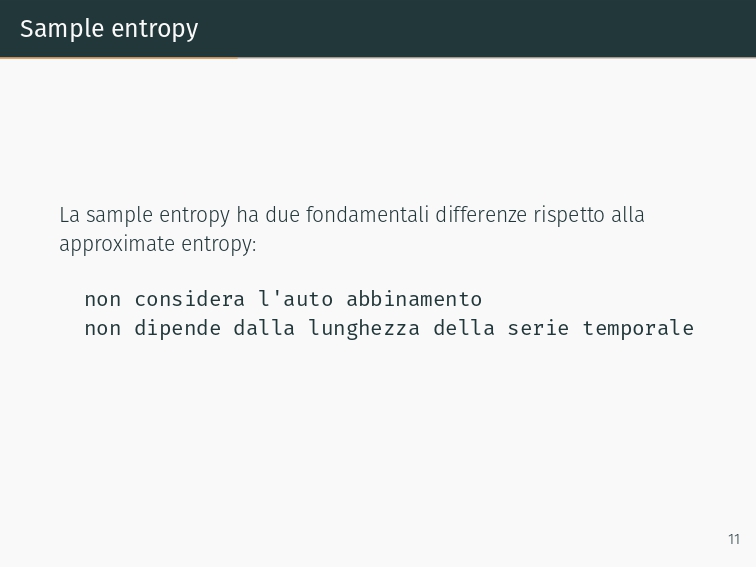 Sample entropy
La sample entropy ha due fondamentali differenze rispetto alla
approximate entropy:
non considera l'auto abbinamento
non dipende dalla lunghezza della serie temporale
11